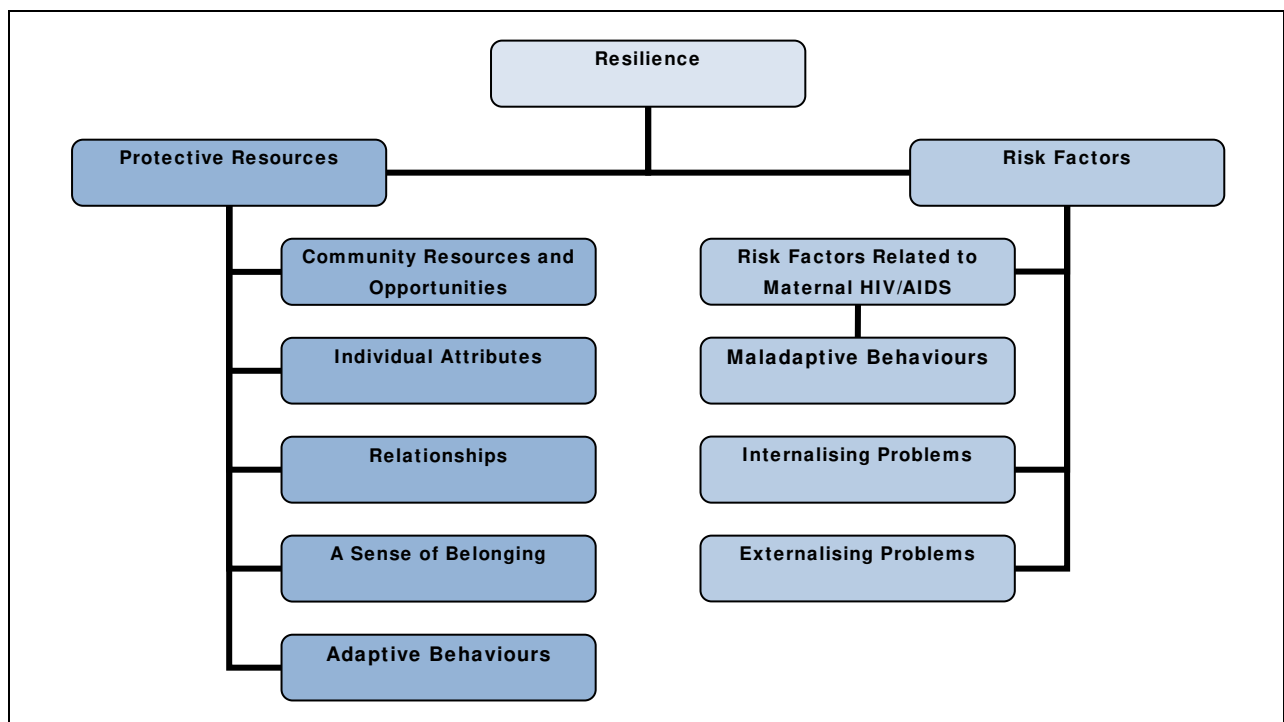 Resilience
Protective Resources
Risk Factors
Community Resources and
Opportunities
Individual Attributes
Relationships
A Sense of Belonging
Adaptive Behaviours
Risk Factors Related to
Maternal HIV/AIDS
Maladaptive Behaviours
Internalising Problems
Externalising Problems